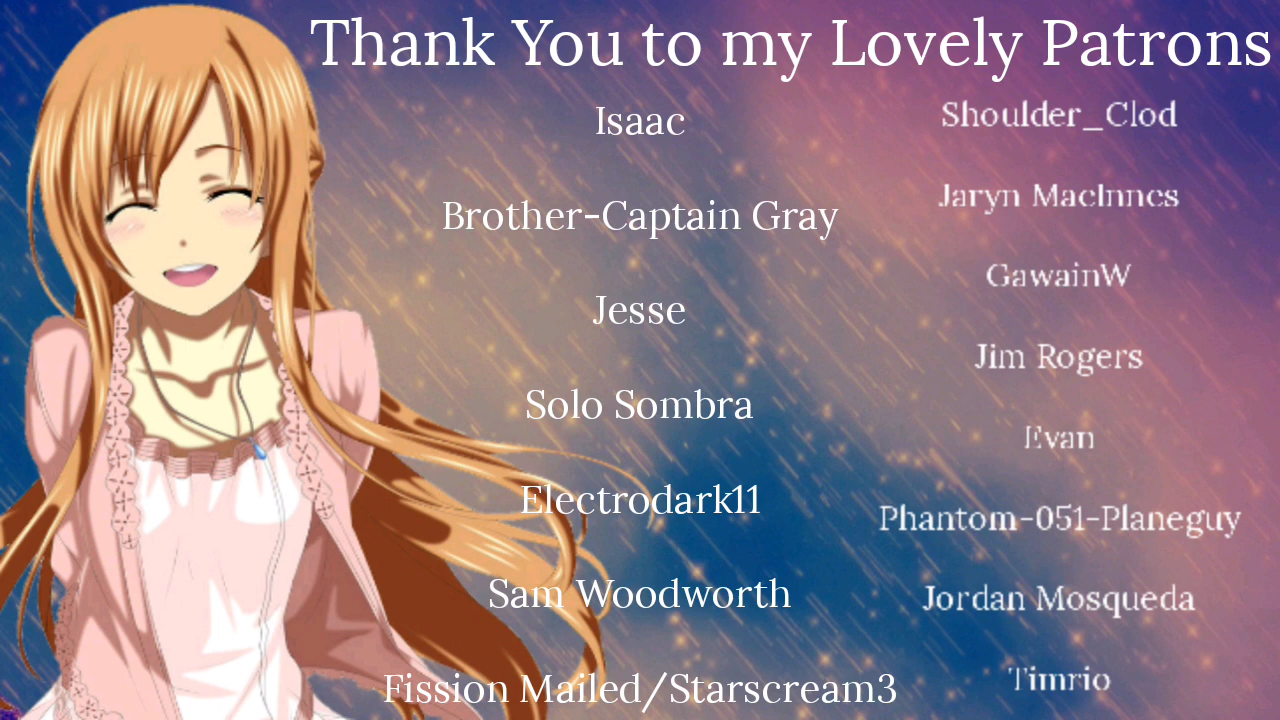 Thank You to my Lovely Patrons
Isaac
Brother-Captain Gray
Jesse
Solo Sombra
Electrodark11
Sam Woodworth
Fission Mailed/Starscream3
Shoulder_Clod
Jaryn MacInnes
GawainW
Jim Rogers
Evan
Phantom-051-Planeguy
Jordan Mosqueda
Timrio